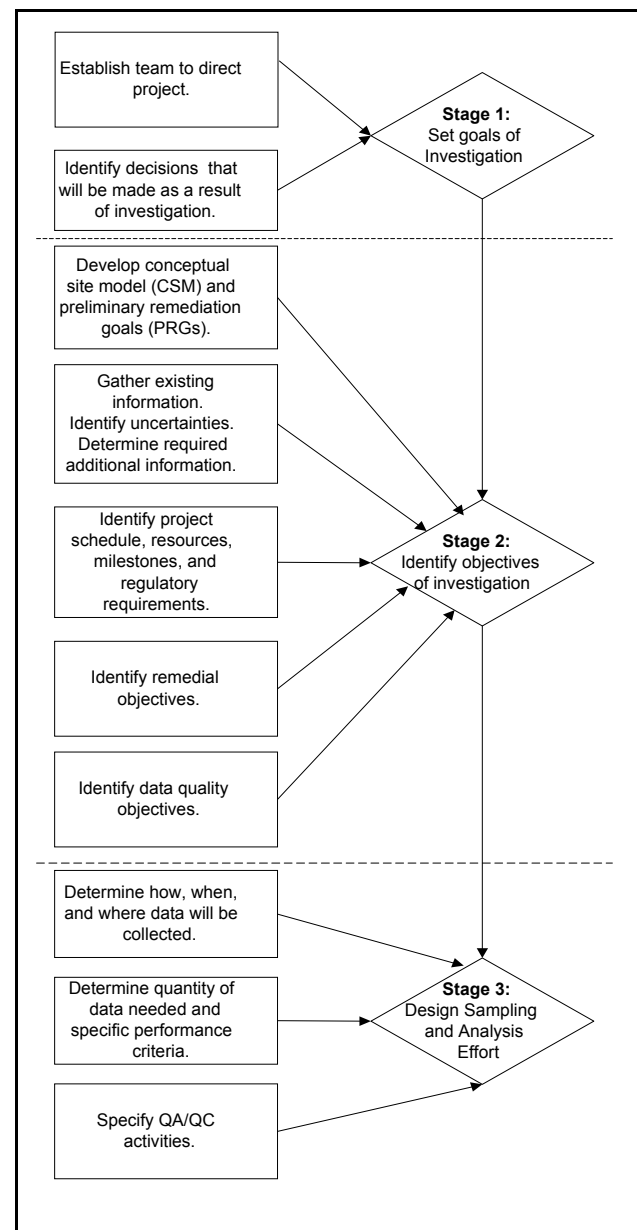 Establish team to direct
project.
Stage 1:
Set goals of
Investigation
Identify decisions that
will be made as a result
of investigation.
Develop conceptual
site model (CSM) and
preliminary remediation
goals (PRGs).
Gather existing
information.
Identify uncertainties.
Determine required
additional information.
Identify project
schedule, resources,
milestones, and
regulatory
requirements.
Stage 2:
Identify objectives
of investigation
Identify remedial
objectives.
Identify data quality
objectives.
Determine how, when,
and where data will be
collected.
Determine quantity of
data needed and
specific performance
criteria.
Stage 3:
Design Sampling
and Analysis
Effort
Specify QA/QC
activities.